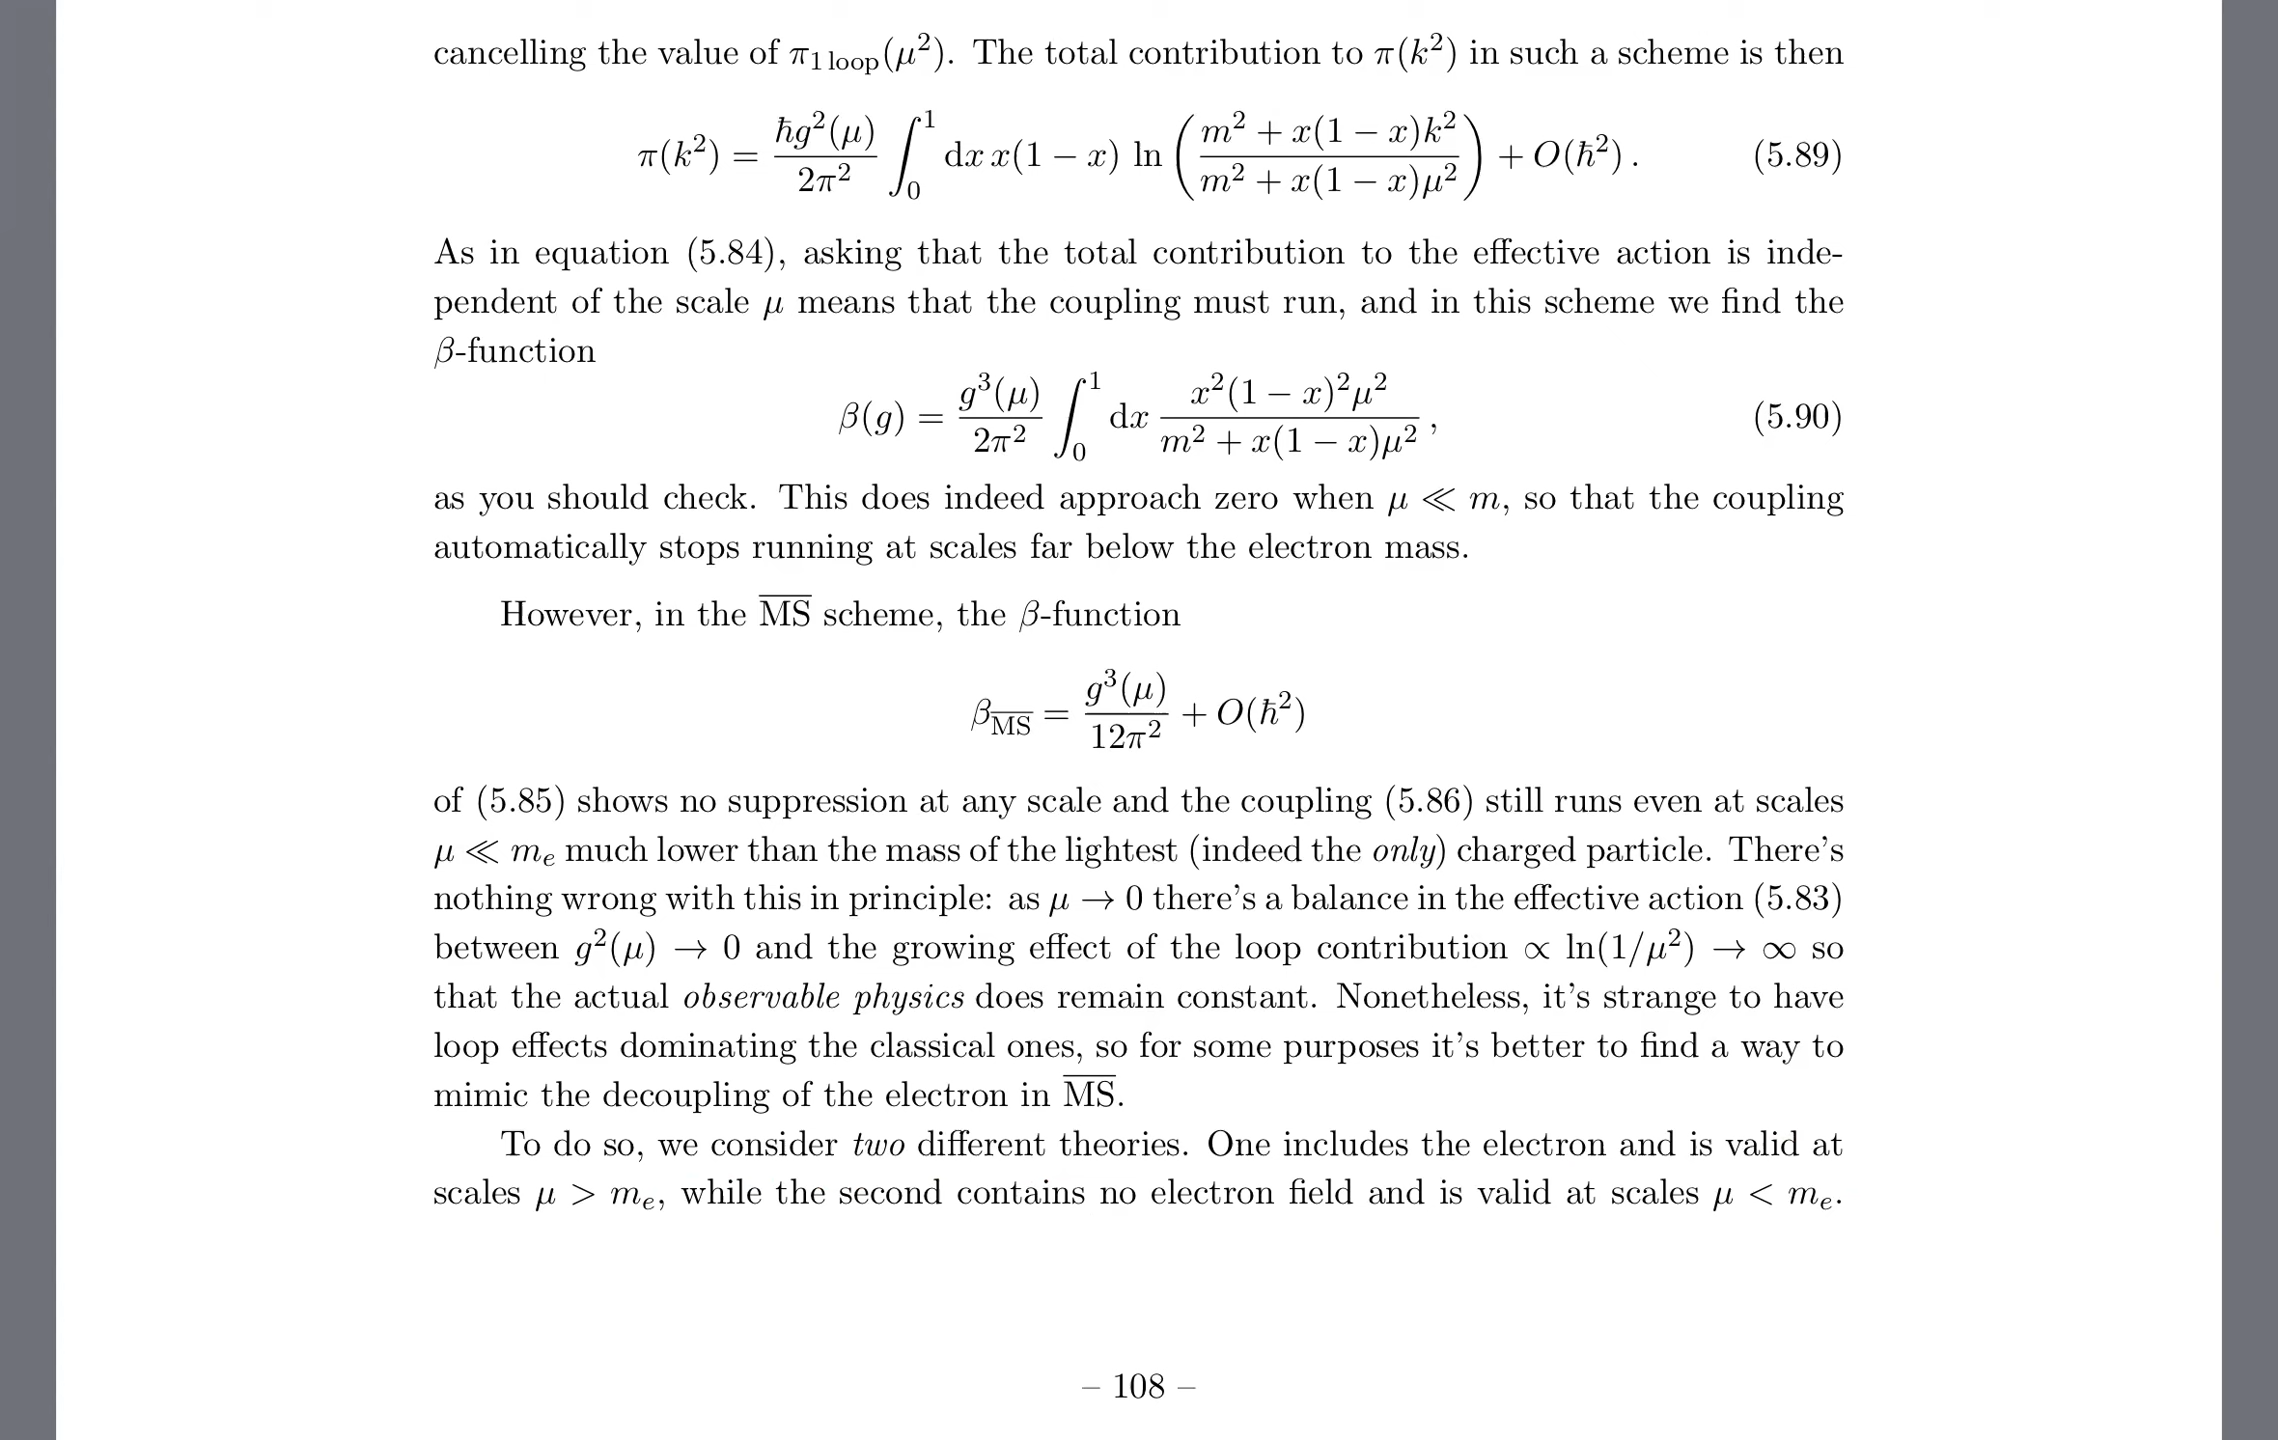 cancelling the value of π₁ loop(μ²). The total contribution to π(k²) in such a scheme is then
π(k²) = ħg²(μ)/2π² ∫₀¹ dx x(1 − x) ln ( (m² + x(1 − x)k²) / (m² + x(1 − x)μ²) ) + O(ħ²) . (5.89)
As in equation (5.84), asking that the total contribution to the effective action is inde-
pendent of the scale μ means that the coupling must run, and in this scheme we find the
β-function
β(g) = g³(μ)/2π² ∫₀¹ dx x²(1 − x)²μ² / (m² + x(1 − x)μ²) , (5.90)
as you should check. This does indeed approach zero when μ ≪ m, so that the coupling
automatically stops running at scales far below the electron mass.
However, in the M̅S̅ scheme, the β-function
β_M̅S̅ = g³(μ)/12π² + O(ħ²)
of (5.85) shows no suppression at any scale and the coupling (5.86) still runs even at scales
μ ≪ mₑ much lower than the mass of the lightest (indeed the only) charged particle. There's
nothing wrong with this in principle: as μ → 0 there's a balance in the effective action (5.83)
between g²(μ) → 0 and the growing effect of the loop contribution ∝ ln(1/μ²) → ∞ so
that the actual observable physics does remain constant. Nonetheless, it's strange to have
loop effects dominating the classical ones, so for some purposes it's better to find a way to
mimic the decoupling of the electron in M̅S̅.
To do so, we consider two different theories. One includes the electron and is valid at
scales μ > mₑ, while the second contains no electron field and is valid at scales μ < mₑ.
– 108 –